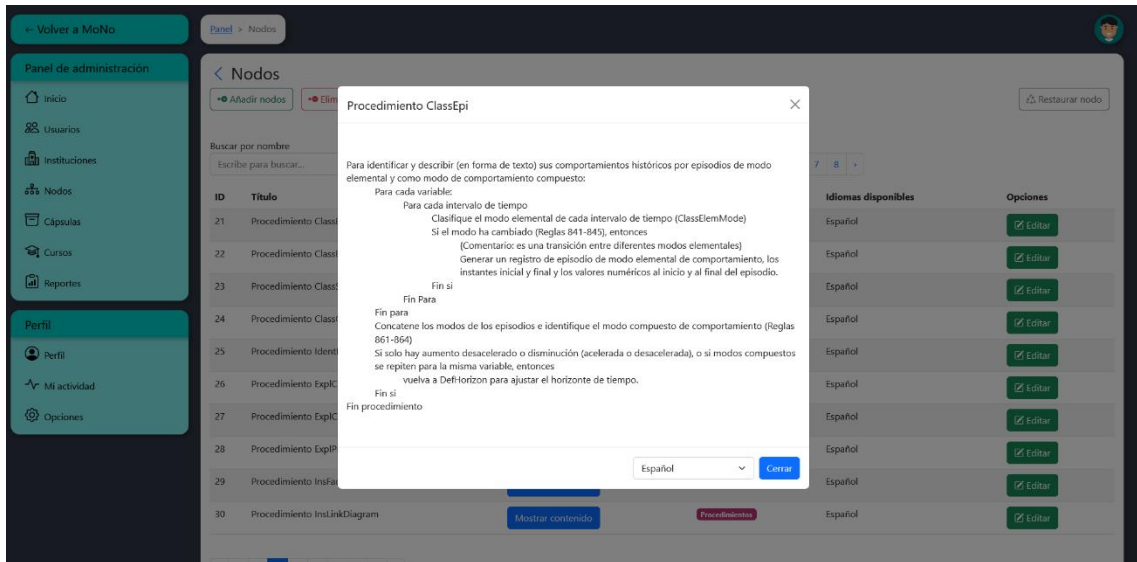 ← Volver a MoNo
Panel > Nodos
Panel de administración
Inicio
Usuarios
Instituciones
Nodos
Cápsulas
Cursos
Reportes
Perfil
Perfil
Mi actividad
Opciones
Nodos
Añadir nodos
Restaurar nodo
Buscar por nombre
Escribe para buscar...
7 8 »
ID Título Idiomas disponibles Opciones
21 Procedimiento Español Editar
22 Procedimiento Español Editar
23 Procedimiento Español Editar
24 Procedimiento Español Editar
25 Procedimiento Español Editar
26 Procedimiento Español Editar
27 Procedimiento Español Editar
28 Procedimiento Español Editar
29 Procedimiento Español Editar
30 Procedimiento InsLinkDiagram Mostrar contenido Procedimientos Español Editar
Procedimiento ClassEpi
Para identificar y describir (en forma de texto) sus comportamientos históricos por episodios de modo
elemental y como modo de comportamiento compuesto:
Para cada variable:
Para cada intervalo de tiempo
Clasifique el modo elemental de cada intervalo de tiempo (ClassElemMode)
Si el modo ha cambiado (Reglas 841-845), entonces
(Comentario: es una transición entre diferentes modos elementales)
Generar un registro de episodio de modo elemental de comportamiento, los
instantes inicial y final y los valores numéricos al inicio y al final del episodio.
Fin si
Fin Para
Fin para
Concatene los modos de los episodios e identifique el modo compuesto de comportamiento (Reglas
861-864)
Si solo hay aumento desacelerado o disminución (acelerada o desacelerada), o si modos compuestos
se repiten para la misma variable, entonces
vuelva a DefHorizon para ajustar el horizonte de tiempo.
Fin si
Fin procedimiento
Español
Cerrar